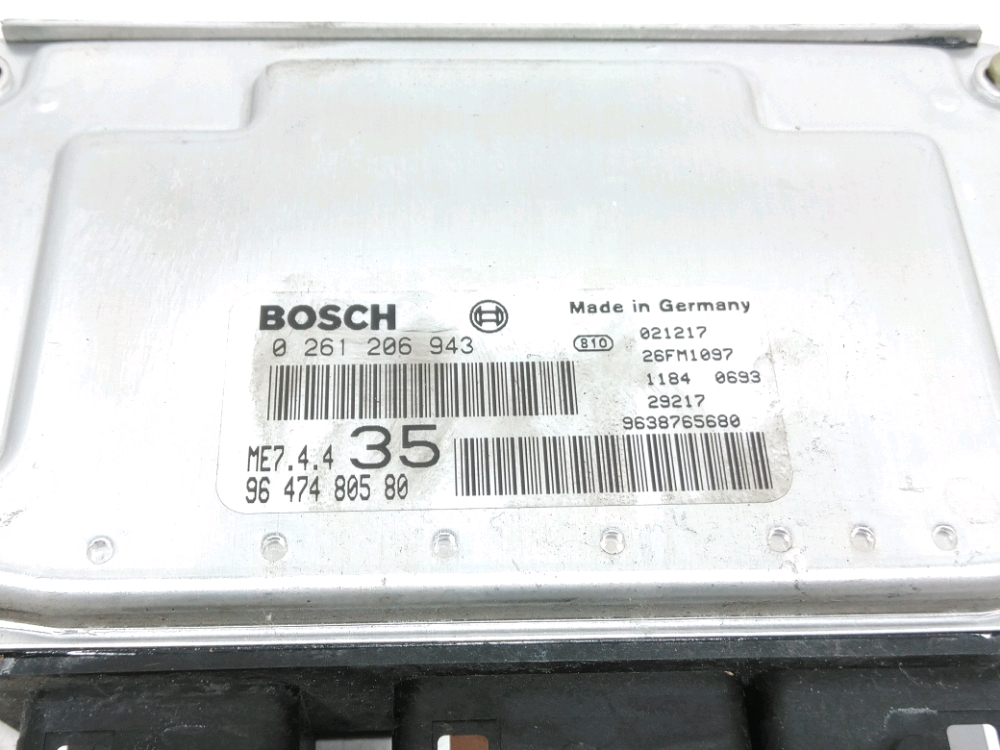 BOSCH
0 261 206 943
ME7.4.4 35
96 474 805 80
Made in Germany
810 021217
26FM1097
1184 0693
29217
9638765680